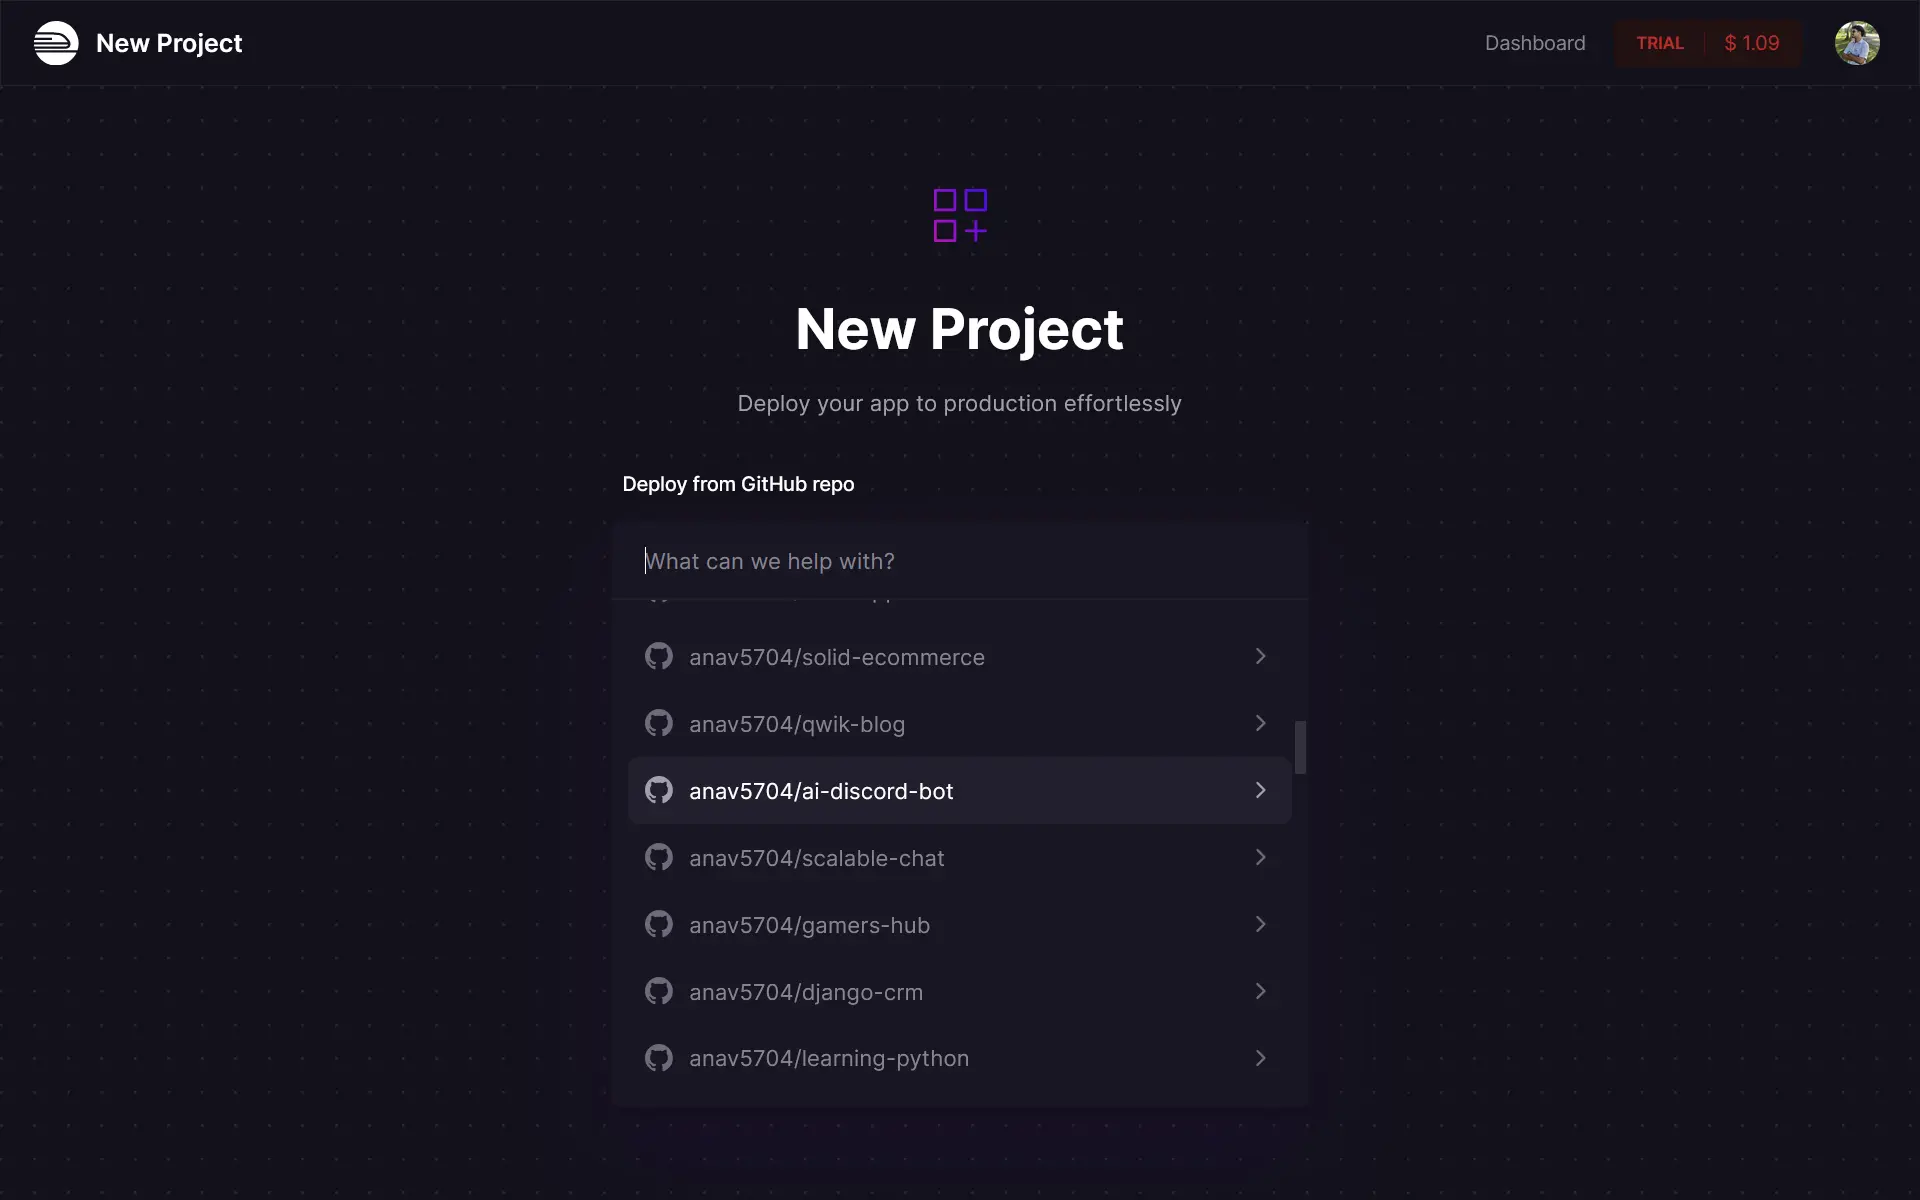 New Project
Dashboard
TRIAL
$ 1.09
New Project
Deploy your app to production effortlessly
Deploy from GitHub repo
What can we help with?
anav5704/solid-ecommerce
anav5704/qwik-blog
anav5704/ai-discord-bot
anav5704/scalable-chat
anav5704/gamers-hub
anav5704/django-crm
anav5704/learning-python